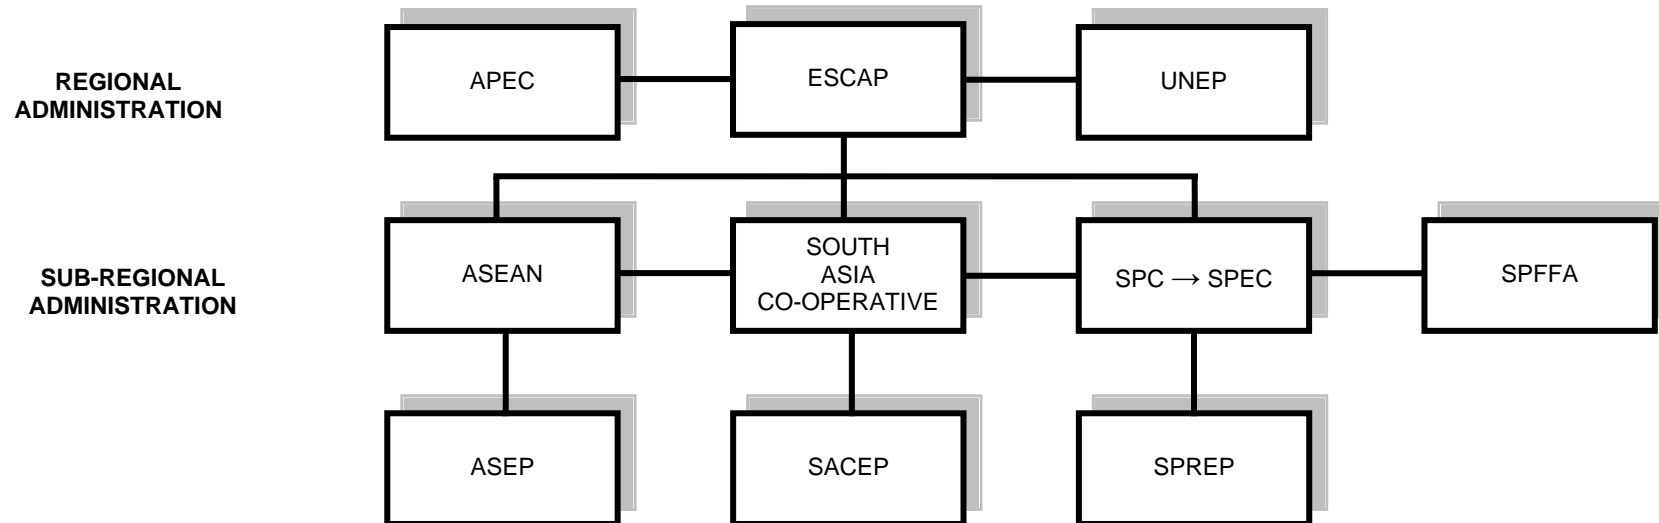 REGIONAL
ADMINISTRATION
APEC
ESCAP
UNEP
SUB-REGIONAL
ADMINISTRATION
ASEAN
SOUTH
ASIA
CO-OPERATIVE
SPC → SPEC
SPFFA
ASEP
SACEP
SPREP